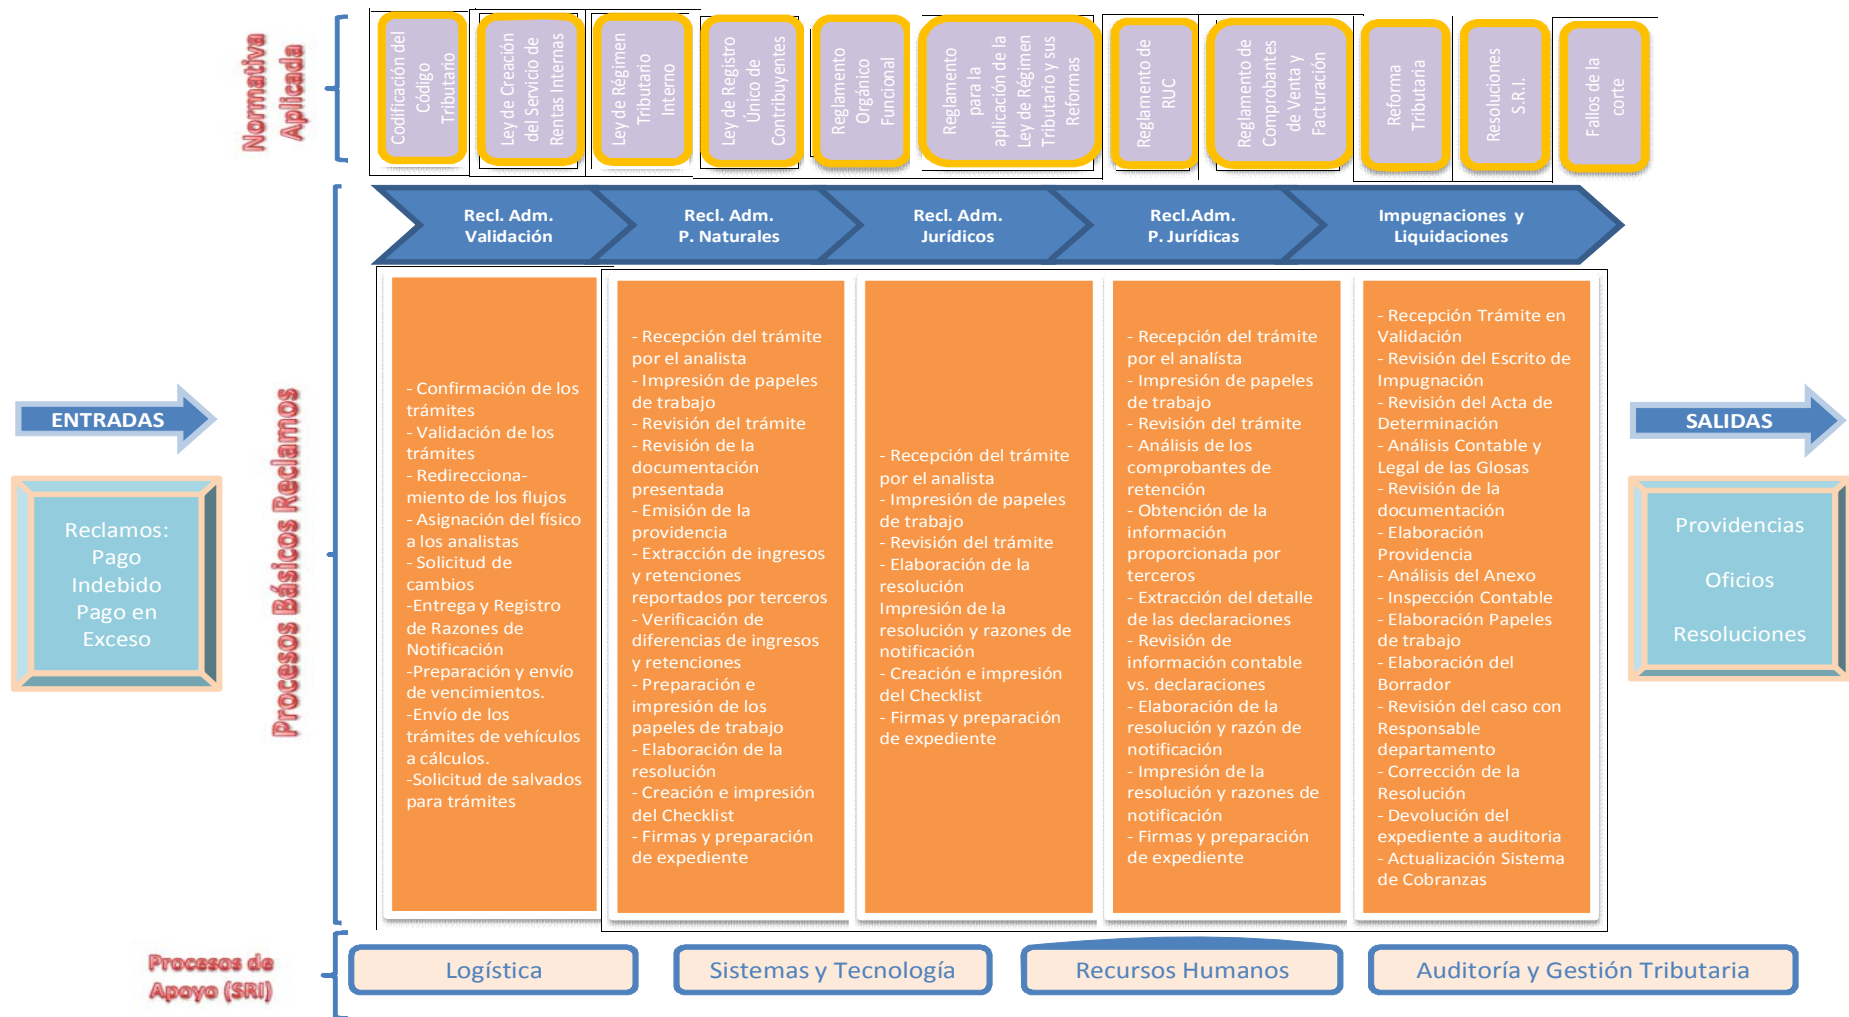 Normativa
Aplicada
Codificación del
Código
Tributario
Ley de Creación
del Servicio de
Rentas Internas
Ley de Régimen
Tributario
Interno
Ley de Registro
Único de
Contribuyentes
Reglamento
Orgánico
Funcional
Reglamento
para la
aplicación de la
Ley de Régimen
Tributario y sus
Reformas
Reglamento de
RUC
Reglamento de
Comprobantes
de Venta y
Facturación
Reforma
Tributaria
Resoluciones
S.R.I.
Fallos de la
corte
ENTRADAS
Reclamos:
Pago
Indebido
Pago en
Exceso
Procesos Básicos Reclamos
Recl. Adm.
Validación
Recl. Adm.
P. Naturales
Recl. Adm.
Jurídicos
Recl.Adm.
P. Jurídicas
Impugnaciones y
Liquidaciones
- Confirmación de los
trámites
- Validación de los
trámites
- Redirecciona-
miento de los flujos
- Asignación del físico
a los analistas
- Solicitud de
cambios
-Entrega y Registro
de Razones de
Notificación
-Preparación y envío
de vencimientos.
-Envío de los
trámites de vehículos
a cálculos.
-Solicitud de salvados
para trámites
- Recepción del trámite
por el analista
- Impresión de papeles
de trabajo
- Revisión del trámite
- Revisión de la
documentación
presentada
- Emisión de la
providencia
- Extracción de ingresos
y retenciones
reportados por terceros
- Verificación de
diferencias de ingresos
y retenciones
- Preparación e
impresión de los
papeles de trabajo
- Elaboración de la
resolución
- Creación e impresión
del Checklist
- Firmas y preparación
de expediente
- Recepción del trámite
por el analista
- Impresión de papeles
de trabajo
- Revisión del trámite
- Elaboración de la
resolución
Impresión de la
resolución y razones de
notificación
- Creación e impresión
del Checklist
- Firmas y preparación
de expediente
- Recepción del trámite
por el analísta
- Impresión de papeles
de trabajo
- Revisión del trámite
- Análisis de los
comprobantes de
retención
- Obtención de la
información
proporcionada por
terceros
- Extracción del detalle
de las declaraciones
- Revisión de
información contable
vs. declaraciones
- Elaboración de la
resolución y razón de
notificación
- Impresión de la
resolución y razones de
notificación
- Firmas y preparación
de expediente
- Recepción Trámite en
Validación
- Revisión del Escrito de
Impugnación
- Revisión del Acta de
Determinación
- Análisis Contable y
Legal de las Glosas
- Revisión de la
documentación
- Elaboración
Providencia
- Análisis del Anexo
- Inspección Contable
- Elaboración Papeles
de trabajo
- Elaboración del
Borrador
- Revisión del caso con
Responsable
departamento
- Corrección de la
Resolución
- Devolución del
expediente a auditoria
- Actualización Sistema
de Cobranzas
SALIDAS
Providencias
Oficios
Resoluciones
Procesos de
Apoyo (SRI)
Logística
Sistemas y Tecnología
Recursos Humanos
Auditoría y Gestión Tributaria